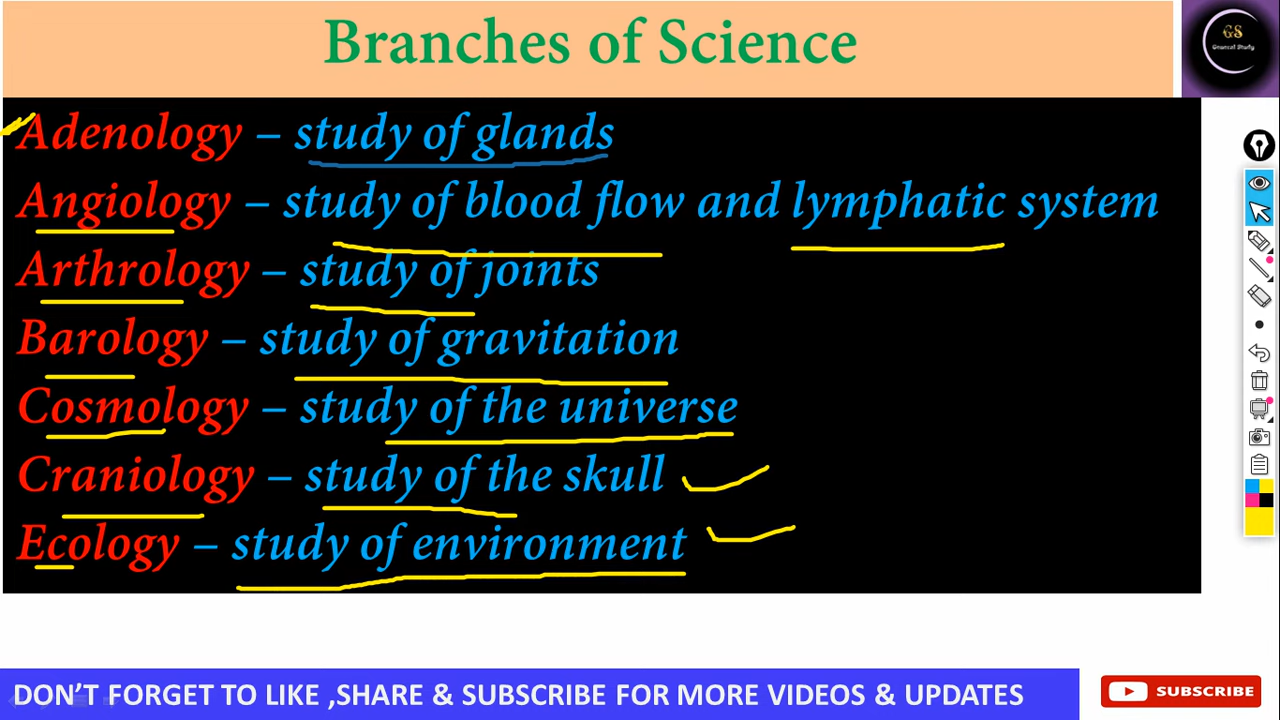 Branches of Science
GS
General Study
Adenology – study of glands
Angiology – study of blood flow and lymphatic system
Arthrology – study of joints
Barology – study of gravitation
Cosmology – study of the universe
Craniology – study of the skull
Ecology – study of environment
DON'T FORGET TO LIKE ,SHARE & SUBSCRIBE FOR MORE VIDEOS & UPDATES
SUBSCRIBE